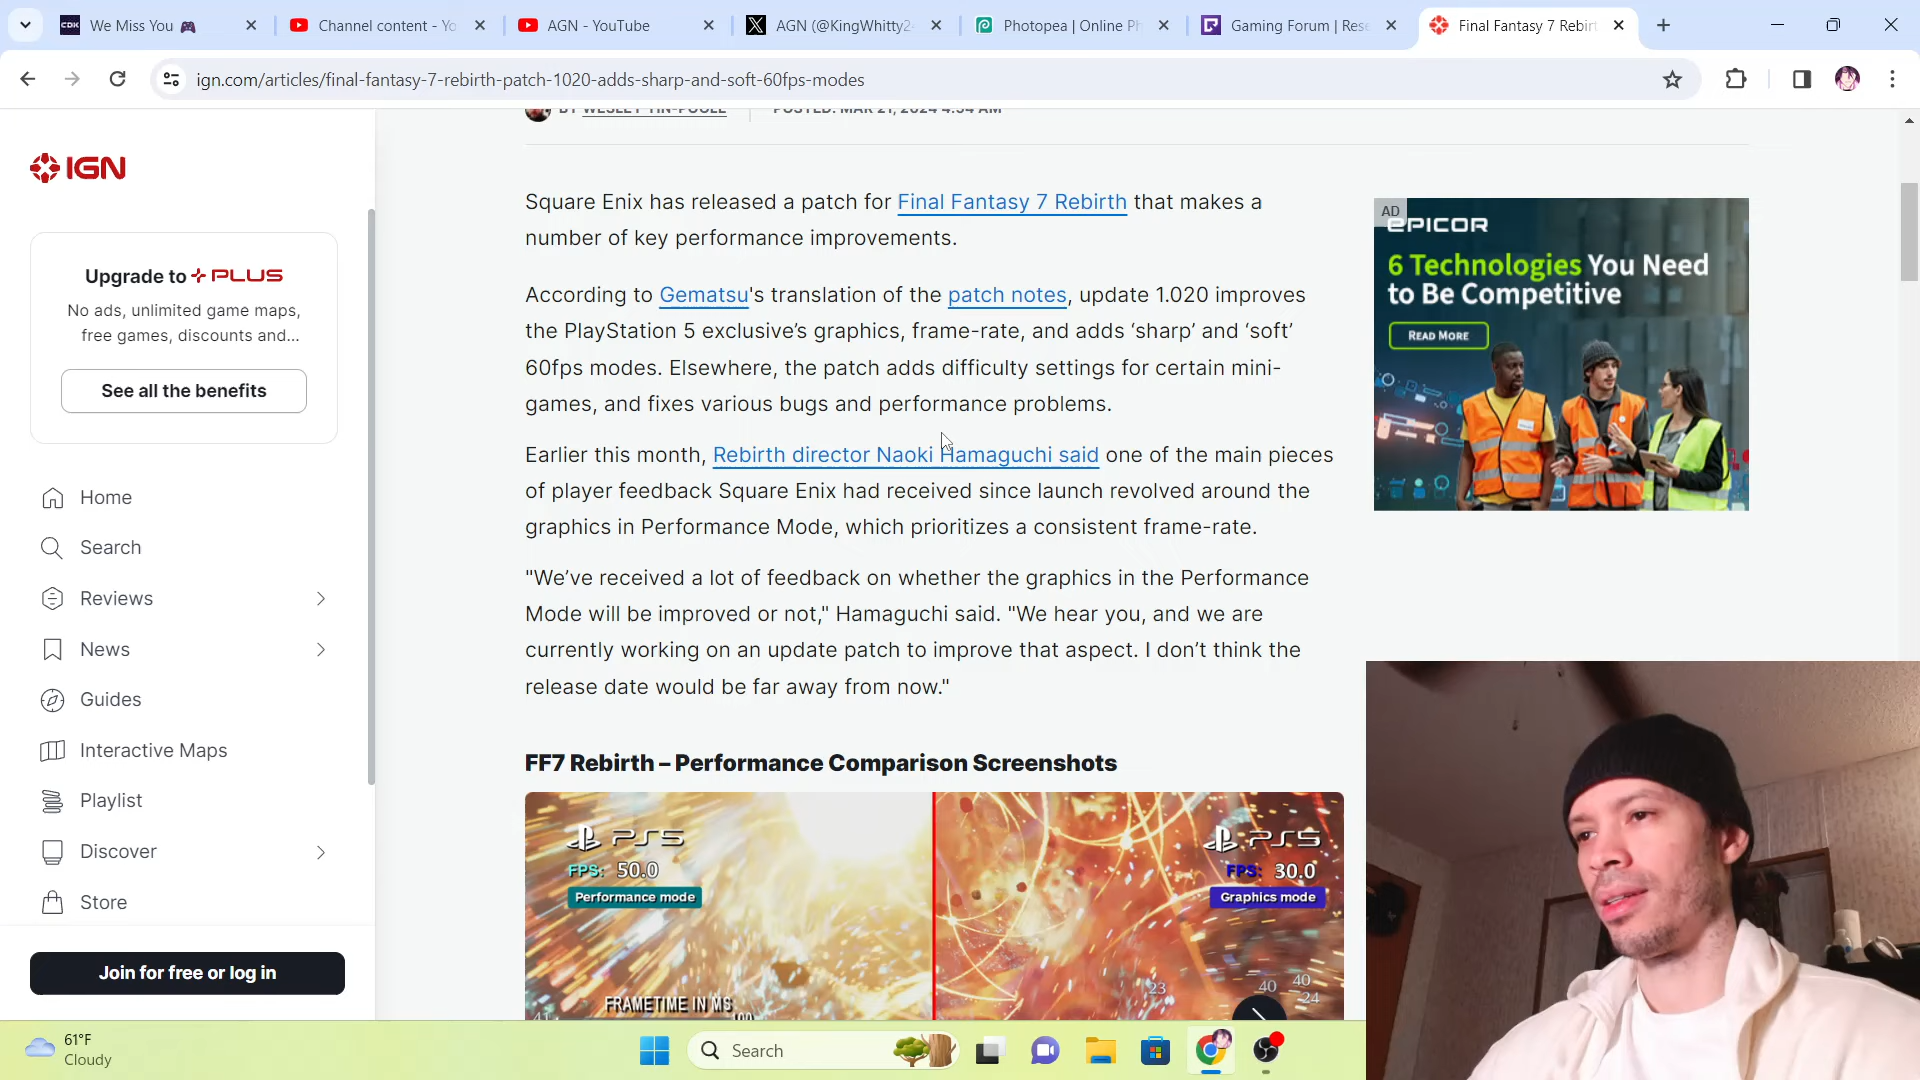 We Miss You 🎮
Channel content - Yo
AGN - YouTube
AGN (@KingWhitty2
Photopea | Online Ph
Gaming Forum | Rese
Final Fantasy 7 Rebirt
ign.com/articles/final-fantasy-7-rebirth-patch-1020-adds-sharp-and-soft-60fps-modes
BY WESLEY YIN-POOLE
POSTED: MAR 21, 2024 4:54 AM
IGN
Upgrade to PLUS
No ads, unlimited game maps,
free games, discounts and...
See all the benefits
Home
Search
Reviews
News
Guides
Interactive Maps
Playlist
Discover
Store
Join for free or log in
Square Enix has released a patch for Final Fantasy 7 Rebirth that makes a
number of key performance improvements.
According to Gematsu's translation of the patch notes, update 1.020 improves
the PlayStation 5 exclusive’s graphics, frame-rate, and adds ‘sharp’ and ‘soft’
60fps modes. Elsewhere, the patch adds difficulty settings for certain mini-
games, and fixes various bugs and performance problems.
Earlier this month, Rebirth director Naoki Hamaguchi said one of the main pieces
of player feedback Square Enix had received since launch revolved around the
graphics in Performance Mode, which prioritizes a consistent frame-rate.
"We’ve received a lot of feedback on whether the graphics in the Performance
Mode will be improved or not," Hamaguchi said. "We hear you, and we are
currently working on an update patch to improve that aspect. I don’t think the
release date would be far away from now."
FF7 Rebirth – Performance Comparison Screenshots
PS5
FPS: 50.0
Performance mode
FRAMETIME IN MS
41
100
PS5
FPS: 30.0
Graphics mode
23
40
40
24
AD
EPICOR
6 Technologies You Need
to Be Competitive
READ MORE
61°F
Cloudy
Search